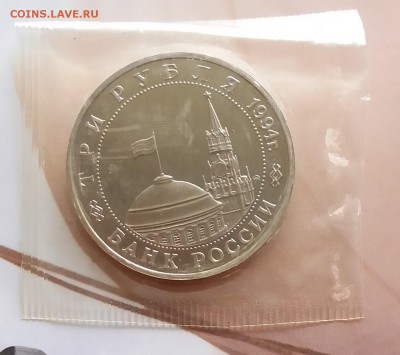 COINS.LAVE.RU
ТРИ РУБЛЯ 1994г.
БАНК РОССИИ